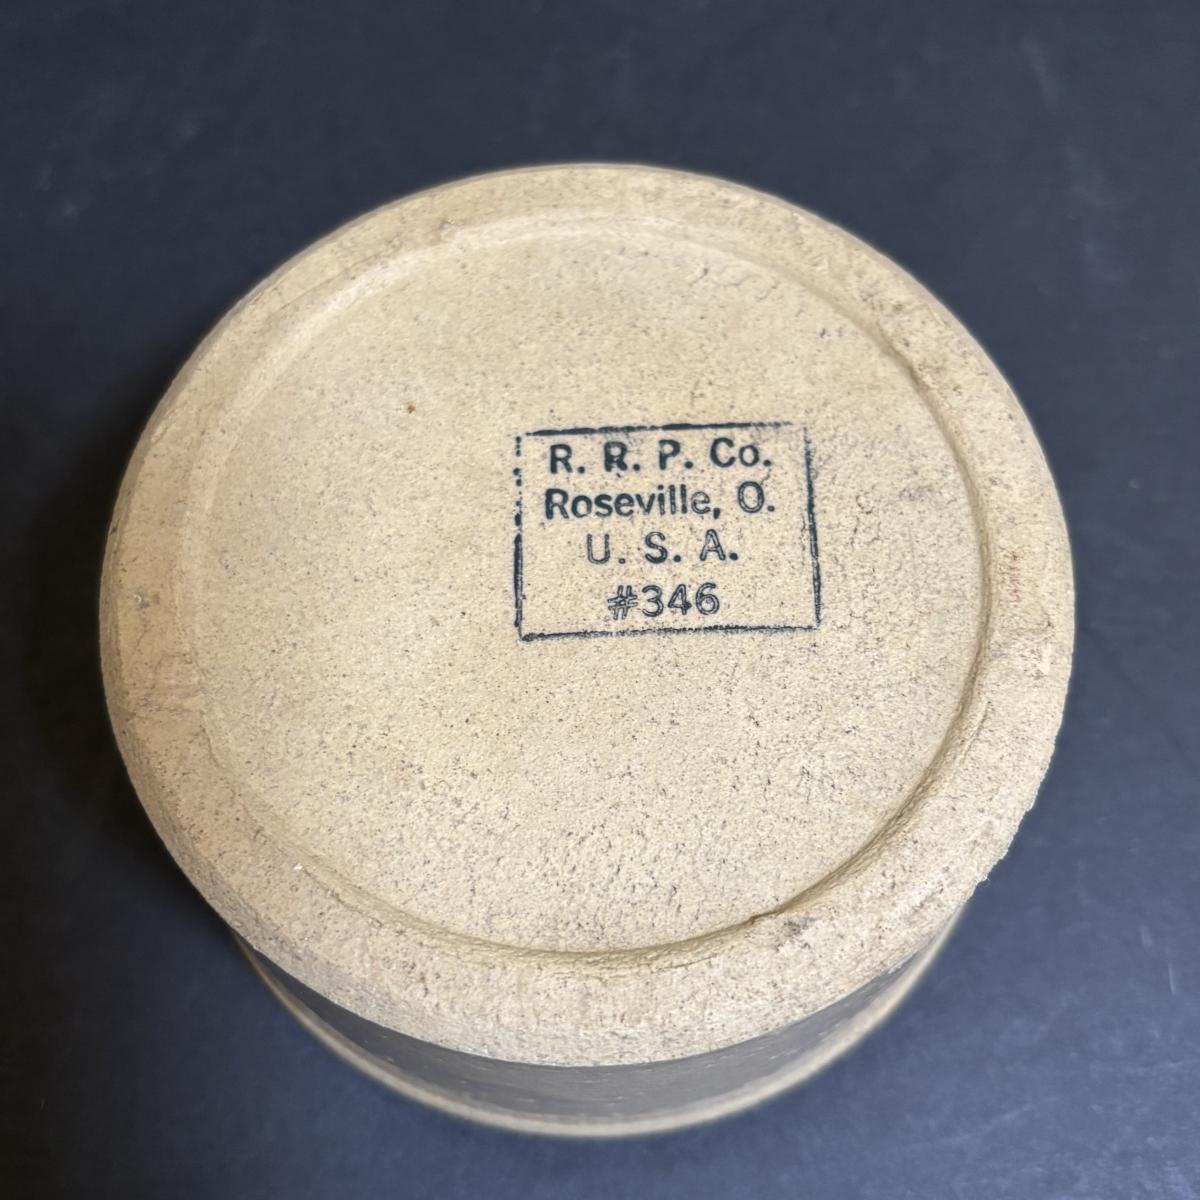 R. R. P. Co.
Roseville, O.
U. S. A.
#346